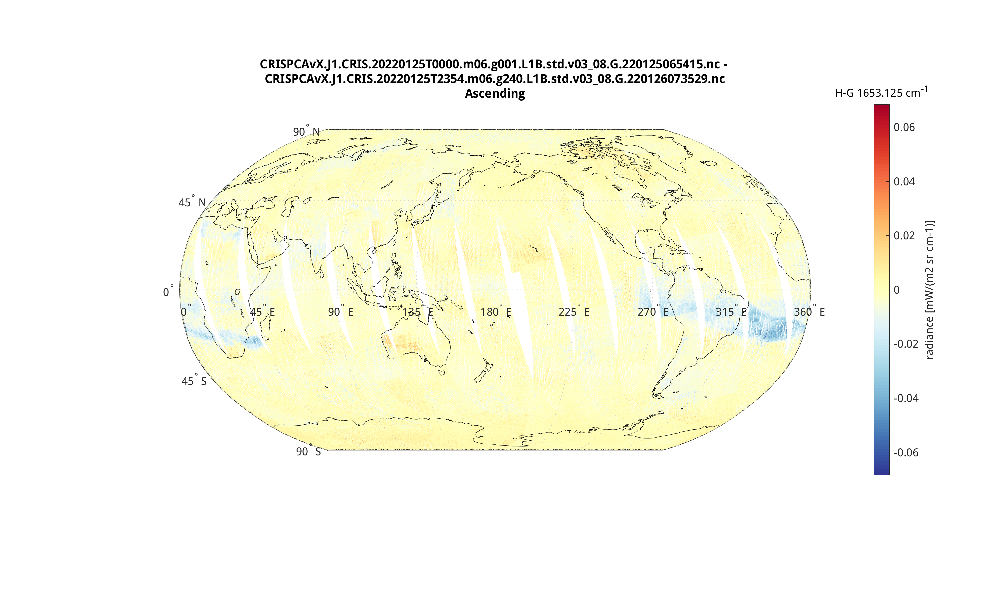 CRISPCAvX.J1.CRIS.20220125T0000.m06.g001.L1B.std.v03_08.G.220125065415.nc -
CRISPCAvX.J1.CRIS.20220125T2354.m06.g240.L1B.std.v03_08.G.220126073529.nc
Ascending
H-G 1653.125 cm-1
90° N
45° N
0°
0° 45° E 90° E 135° E 180° E 225° E 270° E 315° E 360° E
45° S
90° S
0.06
0.04
0.02
0
-0.02
-0.04
-0.06
radiance [mW/(m2 sr cm-1)]